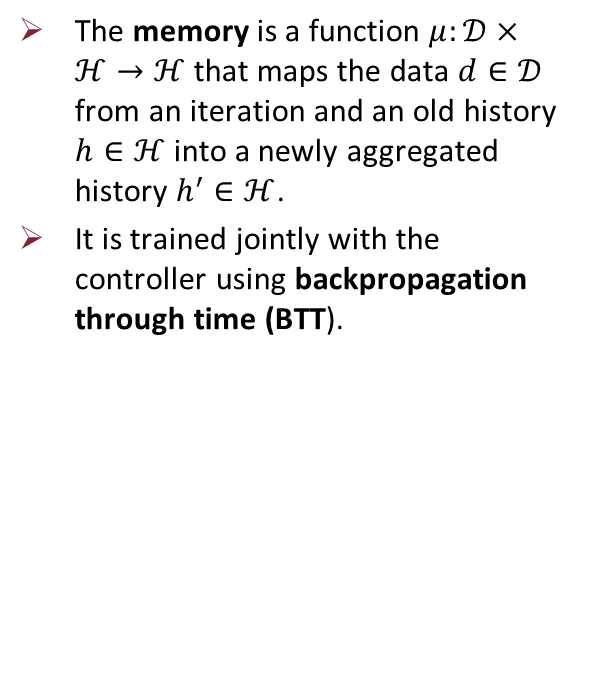 ➢ The memory is a function 𝜇: 𝒟 ×
ℋ → ℋ that maps the data 𝑑 ∈ 𝒟
from an iteration and an old history
ℎ ∈ ℋ into a newly aggregated
history ℎ′ ∈ ℋ.
➢ It is trained jointly with the
controller using backpropagation
through time (BTT).